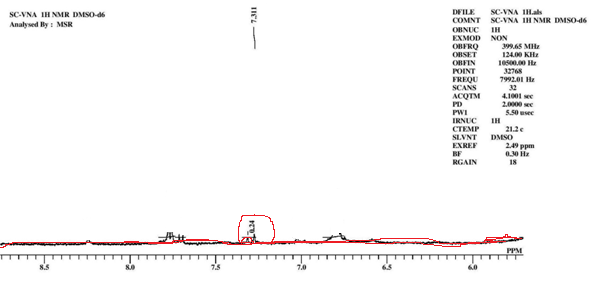 SC-VNA 1H NMR DMSO-d6
Analysed By : MSR
7.311
DFILE SC-VNA 1H.als
COMNT SC-VNA 1H NMR DMSO-d6
OBNUC 1H
EXMOD NON
OBFRQ 399.65 MHz
OBSET 124.00 KHz
OBFIN 10500.00 Hz
POINT 32768
FREQU 7992.01 Hz
SCANS 32
ACQTM 4.1001 sec
PD 2.0000 sec
PW1 5.50 usec
IRNUC 1H
CTEMP 21.2 c
SLVNT DMSO
EXREF 2.49 ppm
BF 0.30 Hz
RGAIN 18
0.24
PPM
8.5 8.0 7.5 7.0 6.5 6.0